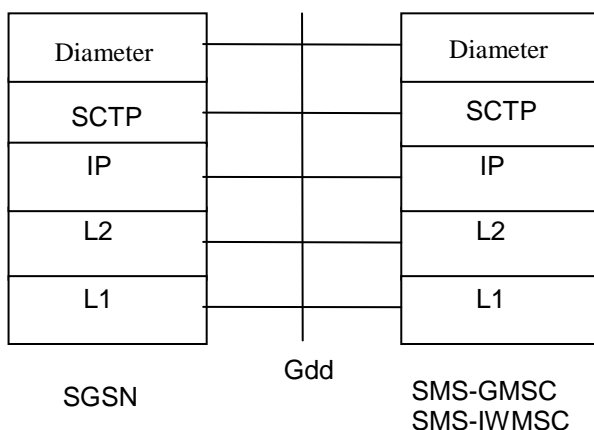 Diameter
Diameter
SCTP
SCTP
IP
IP
L2
L2
L1
L1
Gdd
SGSN
SMS-GMSC
SMS-IWMSC